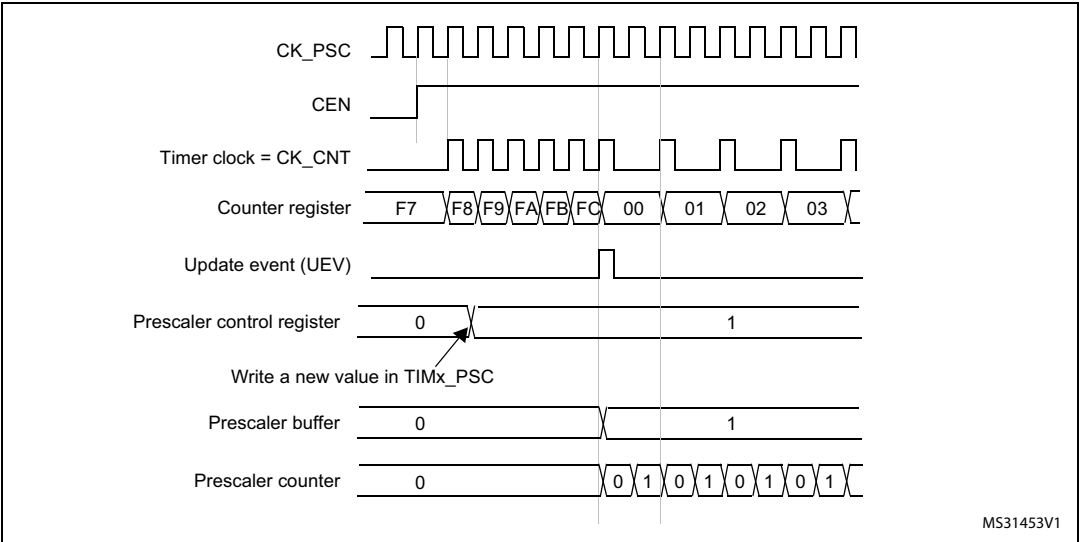 CK_PSC
CEN
Timer clock = CK_CNT
Counter register F7 F8 F9 FA FB FC 00 01 02 03
Update event (UEV)
Prescaler control register 0 1
Write a new value in TIMx_PSC
Prescaler buffer 0 1
Prescaler counter 0 0 1 0 1 0 1 0 1
MS31453V1